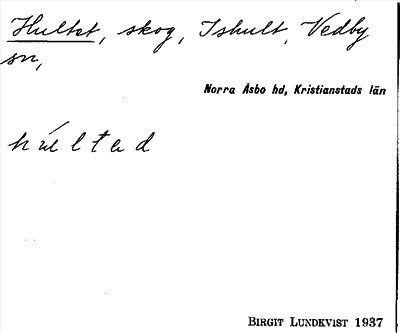 Hultet, skog, Ishult, Vedby
sn,
Norra Åsbo hd, Kristianstads län
húltad
BIRGIT LUNDKVIST 1937